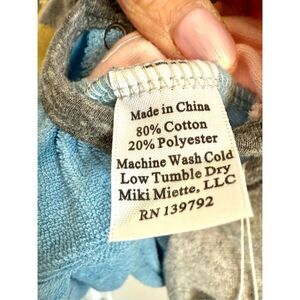 Made in China
80% Cotton
20% Polyester
Machine Wash Cold
Low Tumble Dry
Miki Miette, LLC
RN 139792